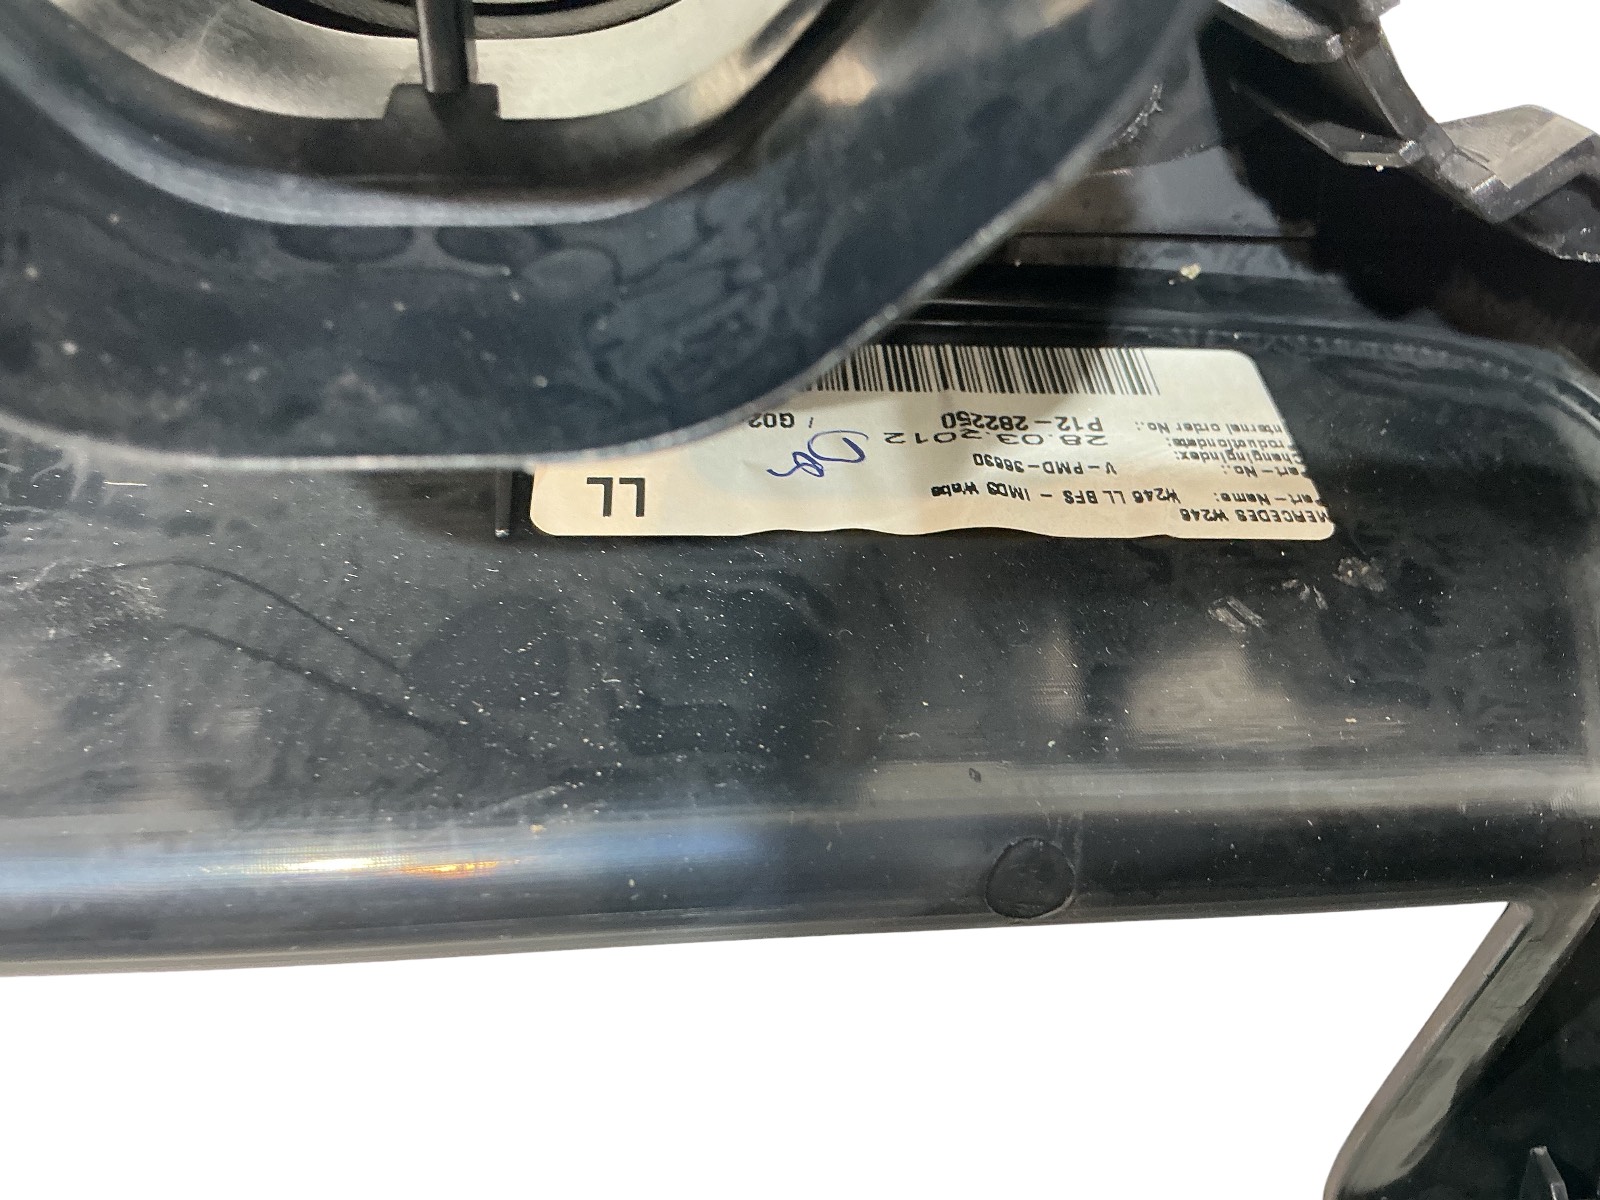 MERCEDES W246
Part-Name: W246 LL BFS - IMDS Wabe
Part-No.: V-PMD-36630
Changingindex:
Productiondate: 28.03.2012
Internal order No.: P12-282250 / G02
LL